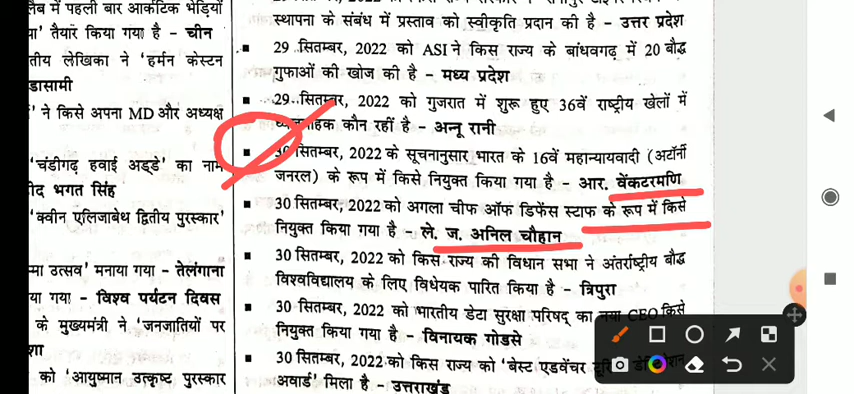 लैब में पहली बार आर्कटिक भेड़ियों
तैयार किया गया है – चीन
तीय लेखिका ने 'हर्मन केस्टन
डासामी
ने किसे अपना MD और अध्यक्ष
'चंडीगढ़ हवाई अड्डे' का नाम
ीद भगत सिंह
'क्वीन एलिजाबेथ द्वितीय पुरस्कार'
म्मा उत्सव' मनाया गया – तेलंगाना
या गया – विश्व पर्यटन दिवस
के मुख्यमंत्री ने 'जनजातियों पर
शा
को 'आयुष्मान उत्कृष्ट पुरस्कार
स्थापना के संबंध में प्रस्ताव को स्वीकृति प्रदान की है – उत्तर प्रदेश
29 सितम्बर, 2022 को ASI ने किस राज्य के बांधवगढ़ में 20 बौद्ध
गुफाओं की खोज की है – मध्य प्रदेश
29 सितम्बर, 2022 को गुजरात में शुरू हुए 36वें राष्ट्रीय खेलों में
ध्वजवाहक कौन रहीं है – अन्नू रानी
30 सितम्बर, 2022 के सूचनानुसार भारत के 16वें महान्यायवादी (अटॉर्नी
जनरल) के रूप में किसे नियुक्त किया गया है – आर. वेंकटरमणि
30 सितम्बर, 2022 को अगला चीफ ऑफ डिफेंस स्टाफ के रूप में किसे
नियुक्त किया गया है – ले. ज. अनिल चौहान
30 सितम्बर, 2022 को किस राज्य की विधान सभा ने अंतर्राष्ट्रीय बौद्ध
विश्वविद्यालय के लिए विधेयक पारित किया है – त्रिपुरा
30 सितम्बर, 2022 को भारतीय डेटा सुरक्षा परिषद् का नया CEO किसे
नियुक्त किया गया है – विनायक गोडसे
30 सितम्बर, 2022 को किस राज्य को 'बेस्ट एडवेंचर
अवार्ड' मिला है – उत्तराखंड